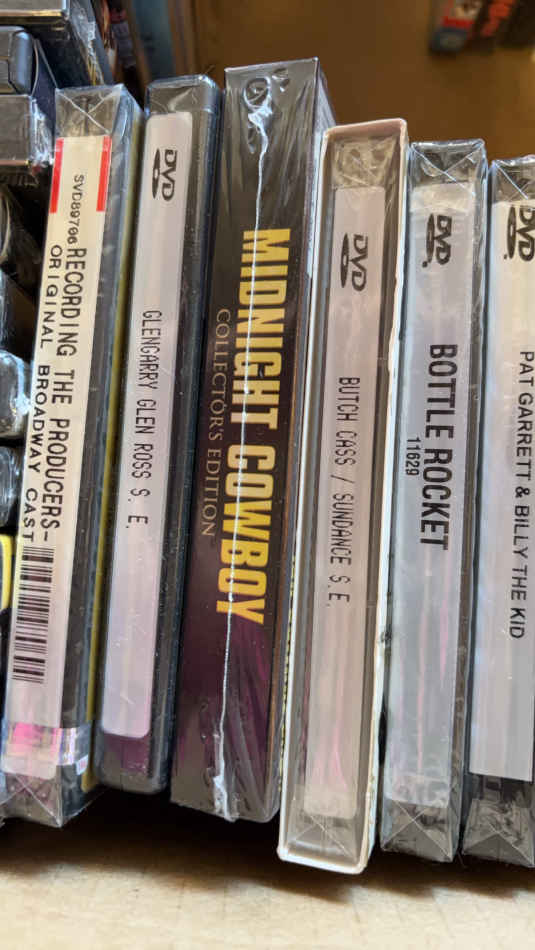 SVD89796
RECORDING THE PRODUCERS-
ORIGINAL BROADWAY CAST
DVD
GLENGARRY GLEN ROSS S. E.
MIDNIGHT COWBOY
COLLECTOR'S EDITION
DVD
BUTCH CASS / SUNDANCE S.E.
DVD
BOTTLE ROCKET
11629
DVD
PAT GARRETT & BILLY THE KID